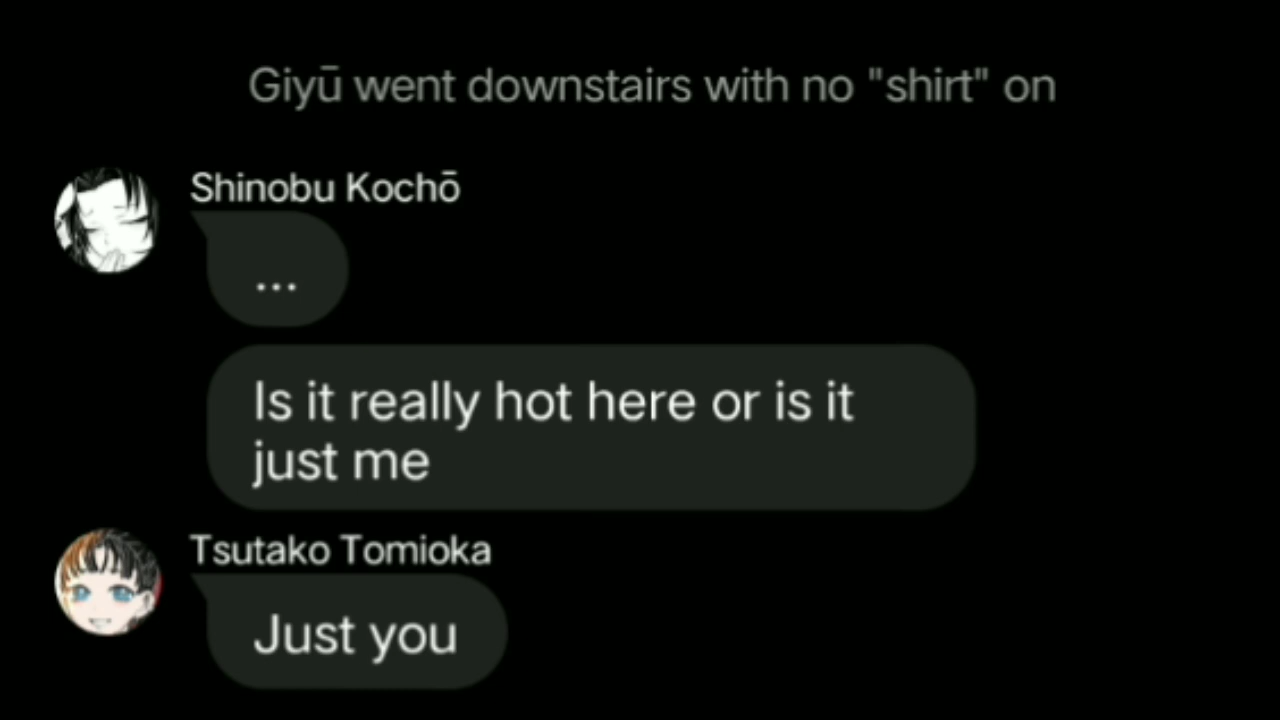 Giyū went downstairs with no "shirt" on
Shinobu Kochō
...
Is it really hot here or is it
just me
Tsutako Tomioka
Just you